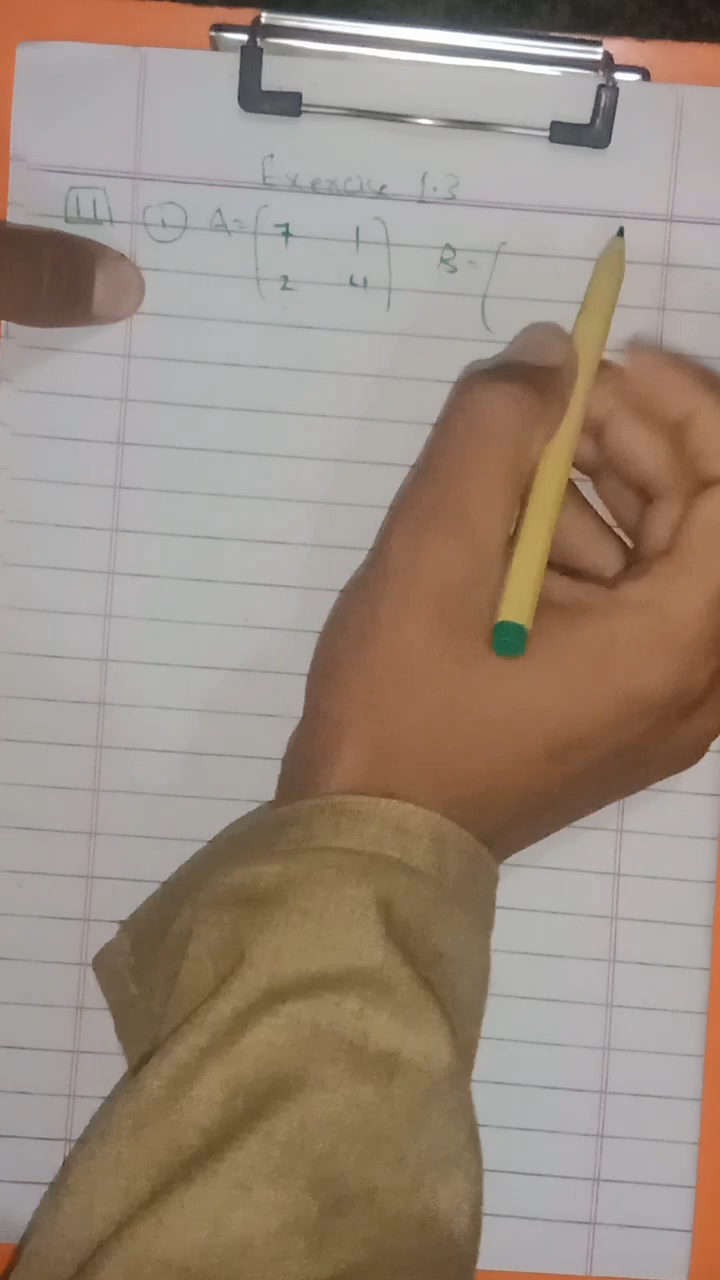 Exercise 1.3
11 ① A = ( 7 1 B = (
2 4 )